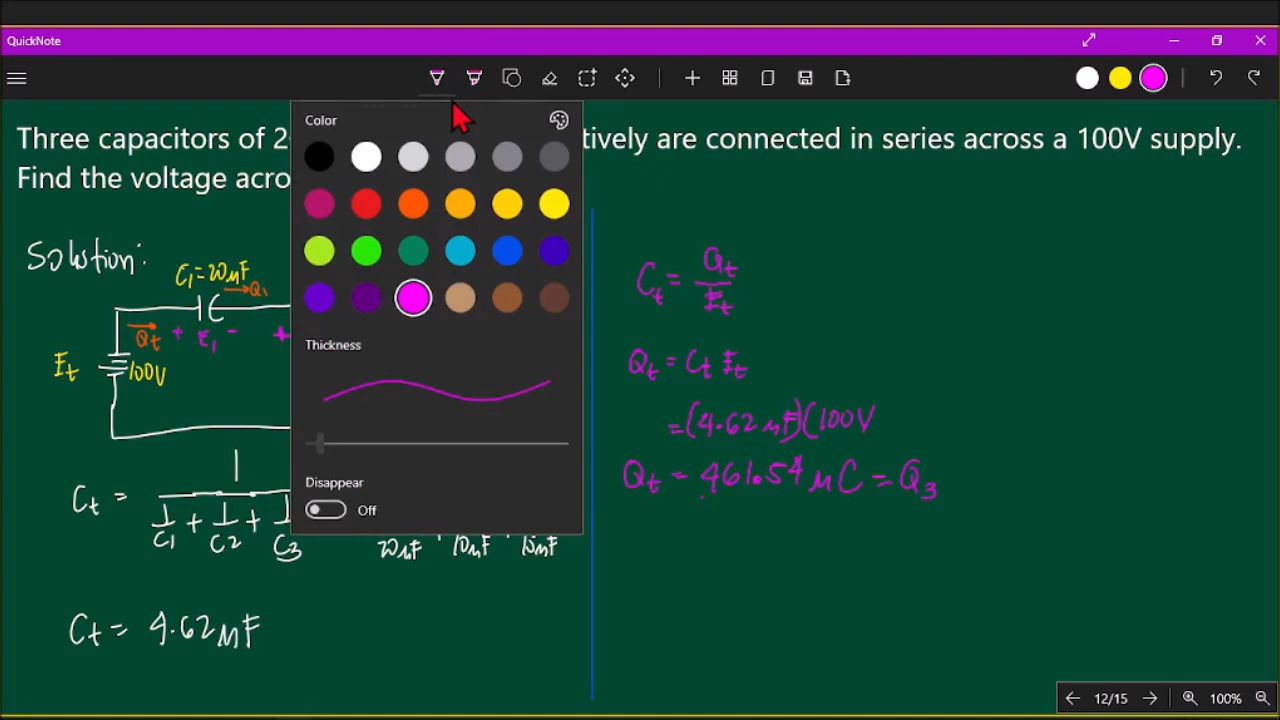 QuickNote
Color
Three capacitors of 2 tively are connected in series across a 100V supply.
Find the voltage acro
Solution:
C1=20μF
Q1
Qt + E1 - +
Et 100V
Thickness
Disappear
Off
Ct = 1
1/C1 + 1/C2 + 1/C3
20μF 10μF 15μF
Ct = 4.62μF
Ct = Qt/Et
Qt = Ct Et
=(4.62μF)(100V
Qt = 461.54 μC = Q3
12/15 100%